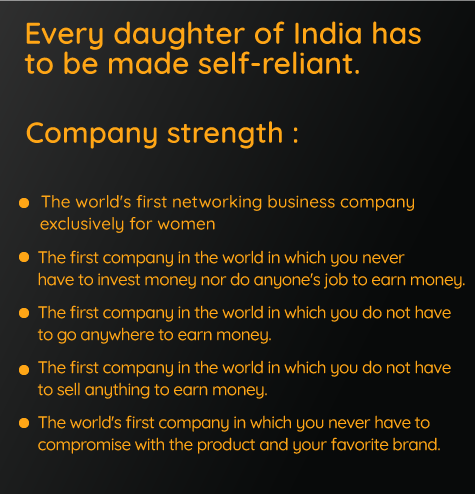 Every daughter of India has
to be made self-reliant.
Company strength :
The world's first networking business company
exclusively for women
The first company in the world in which you never
have to invest money nor do anyone's job to earn money.
The first company in the world in which you do not have
to go anywhere to earn money.
The first company in the world in which you do not have
to sell anything to earn money.
The world's first company in which you never have to
compromise with the product and your favorite brand.